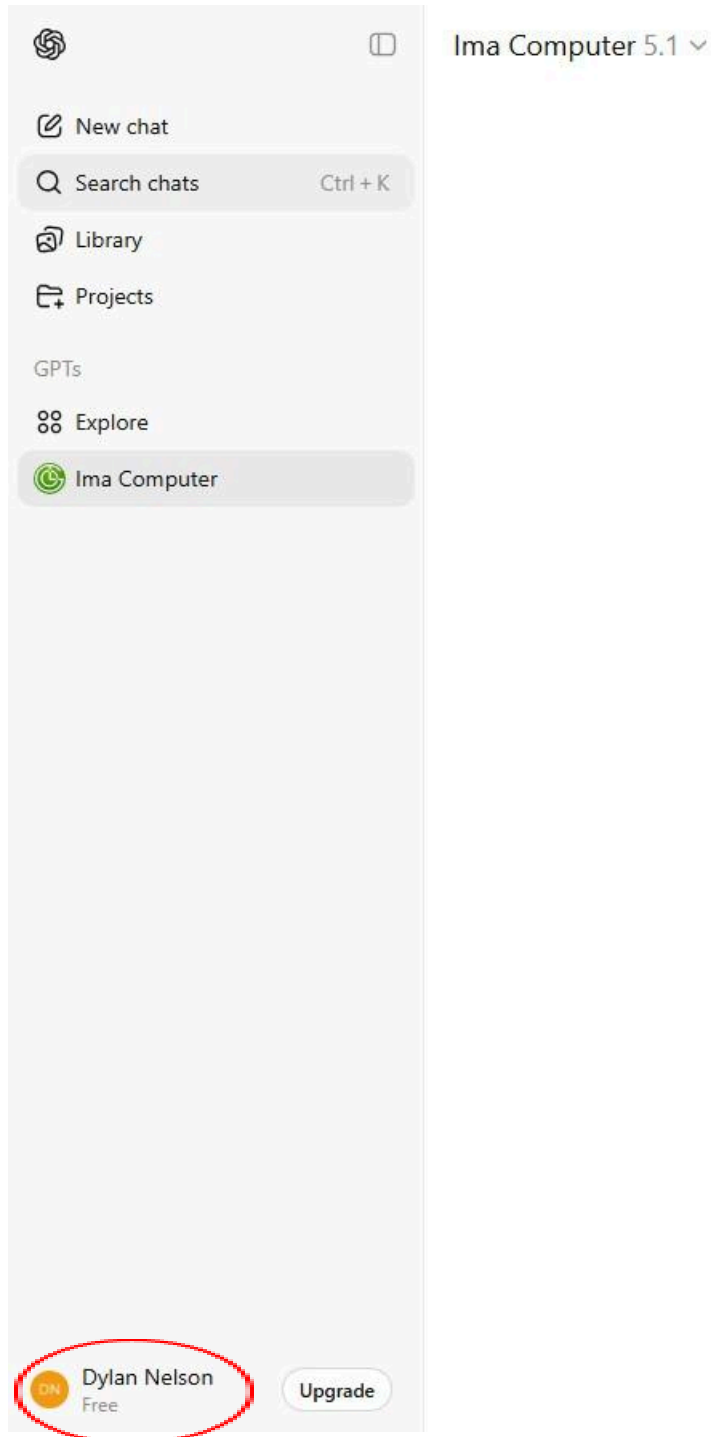 Ima Computer 5.1
New chat
Search chats Ctrl + K
Library
Projects
GPTs
Explore
Ima Computer
DN
Dylan Nelson
Free
Upgrade